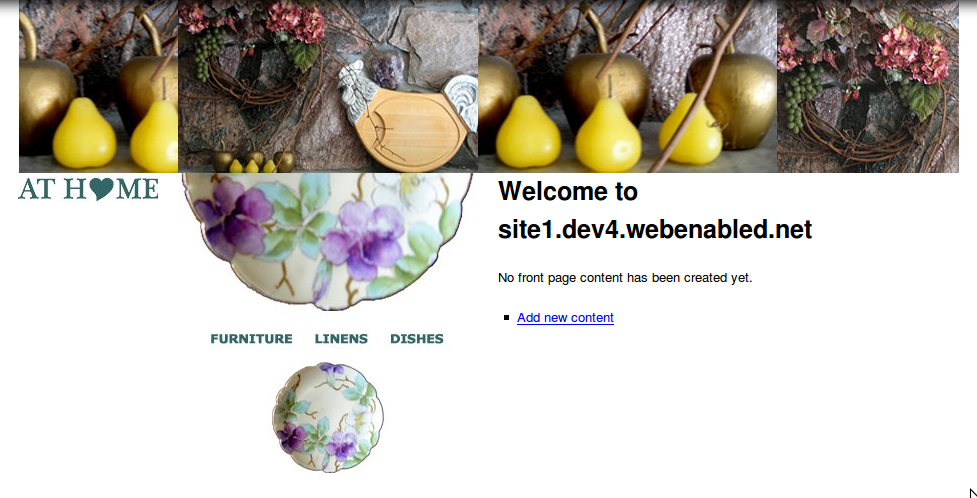 AT H♥ME
Welcome to
site1.dev4.webenabled.net
No front page content has been created yet.
Add new content
FURNITURE LINENS DISHES